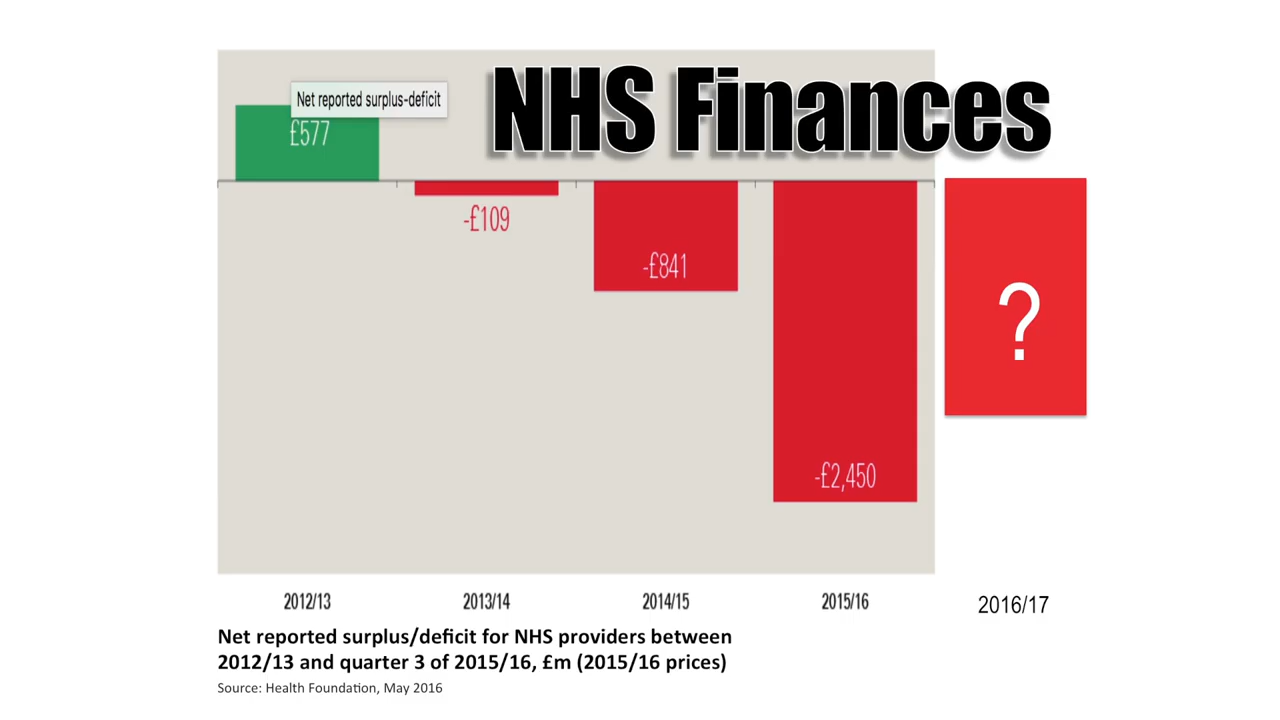 NHS Finances
Net reported surplus-deficit
£577
-£109
-£841
-£2,450
?
2012/13
2013/14
2014/15
2015/16
2016/17
Net reported surplus/deficit for NHS providers between
2012/13 and quarter 3 of 2015/16, £m (2015/16 prices)
Source: Health Foundation, May 2016